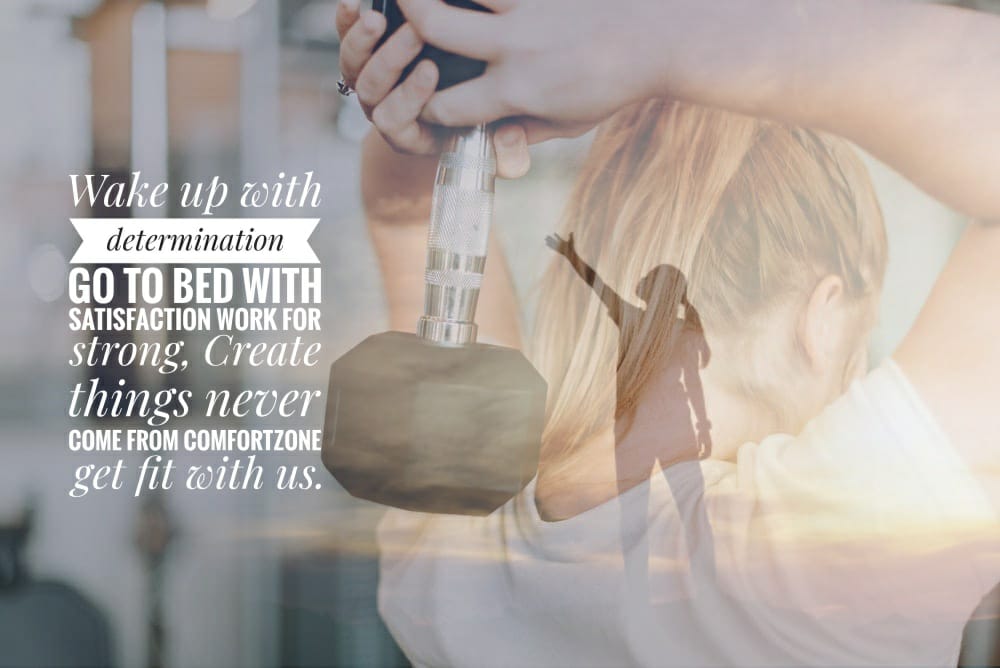 Wake up with
determination
GO TO BED WITH
SATISFACTION WORK FOR
strong, Create
things never
COME FROM COMFORTZONE
get fit with us.